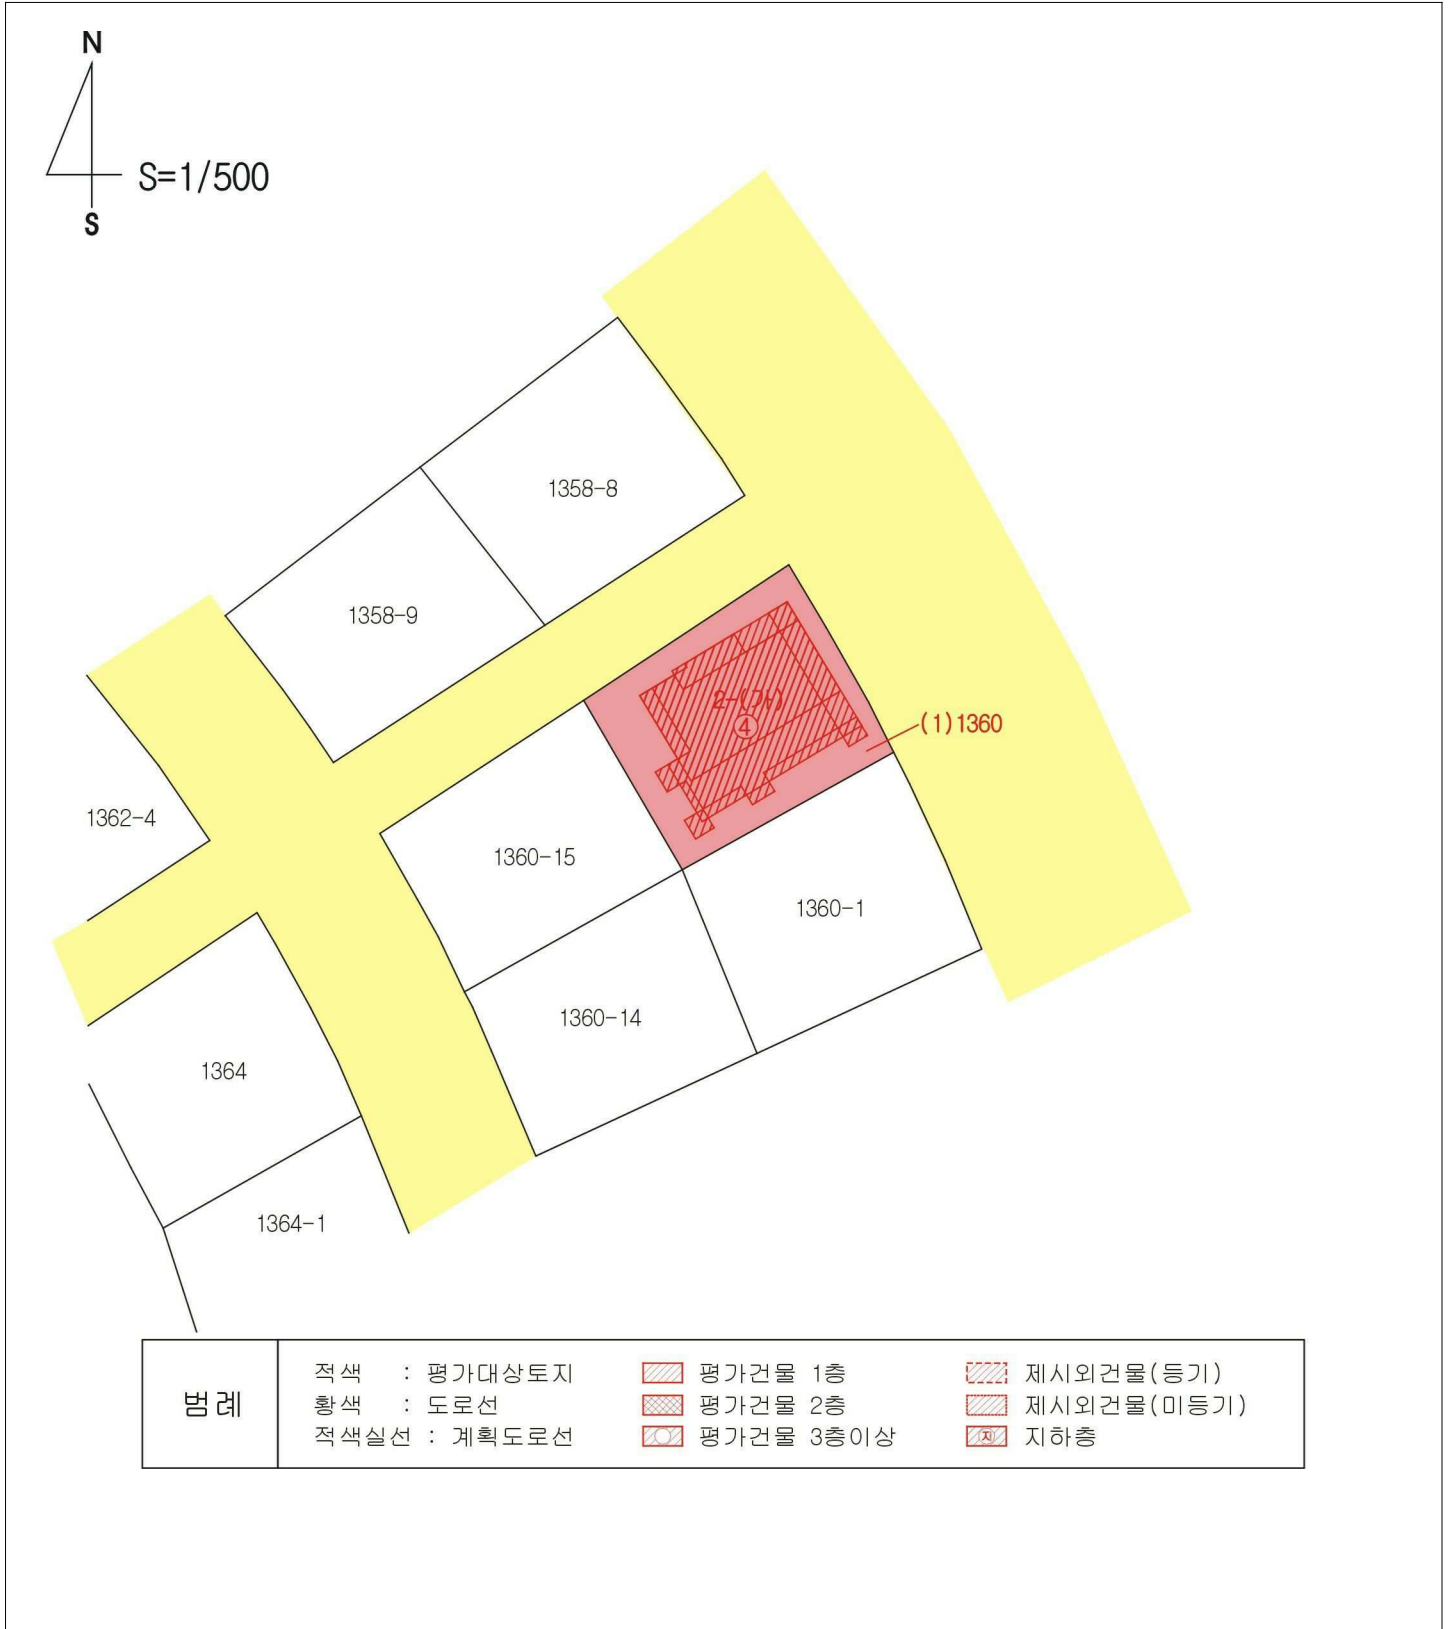 N
S=1/500
S
1358-8
1358-9
2-(가)
4
(1)1360
1362-4
1360-15
1360-1
1360-14
1364
1364-1
범례
적색 : 평가대상토지
황색 : 도로선
적색실선 : 계획도로선
평가건물 1층
평가건물 2층
평가건물 3층이상
제시외건물(등기)
제시외건물(미등기)
지 지하층